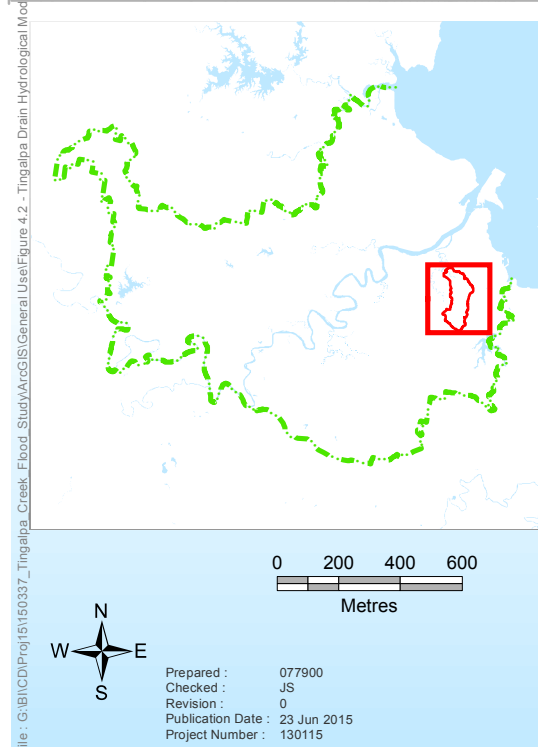 ile : G:\BI\CD\Proj15\150337_Tingalpa_Creek_Flood_Study\ArcGIS\General Use\Figure 4.2 - Tingalpa Drain Hydrological Mod
0 200 400 600
Metres
N
W E
S
Prepared : 077900
Checked : JS
Revision : 0
Publication Date : 23 Jun 2015
Project Number : 130115